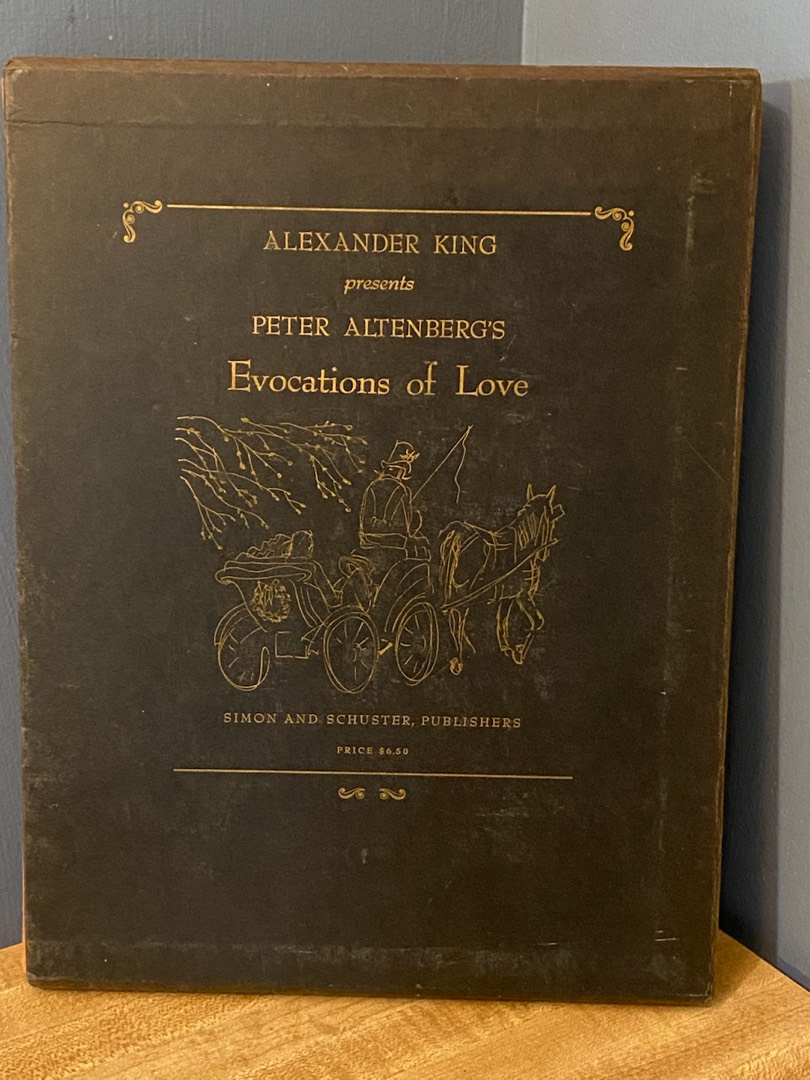 ALEXANDER KING
presents
PETER ALTENBERG'S
Evocations of Love
SIMON AND SCHUSTER, PUBLISHERS
PRICE $6.50